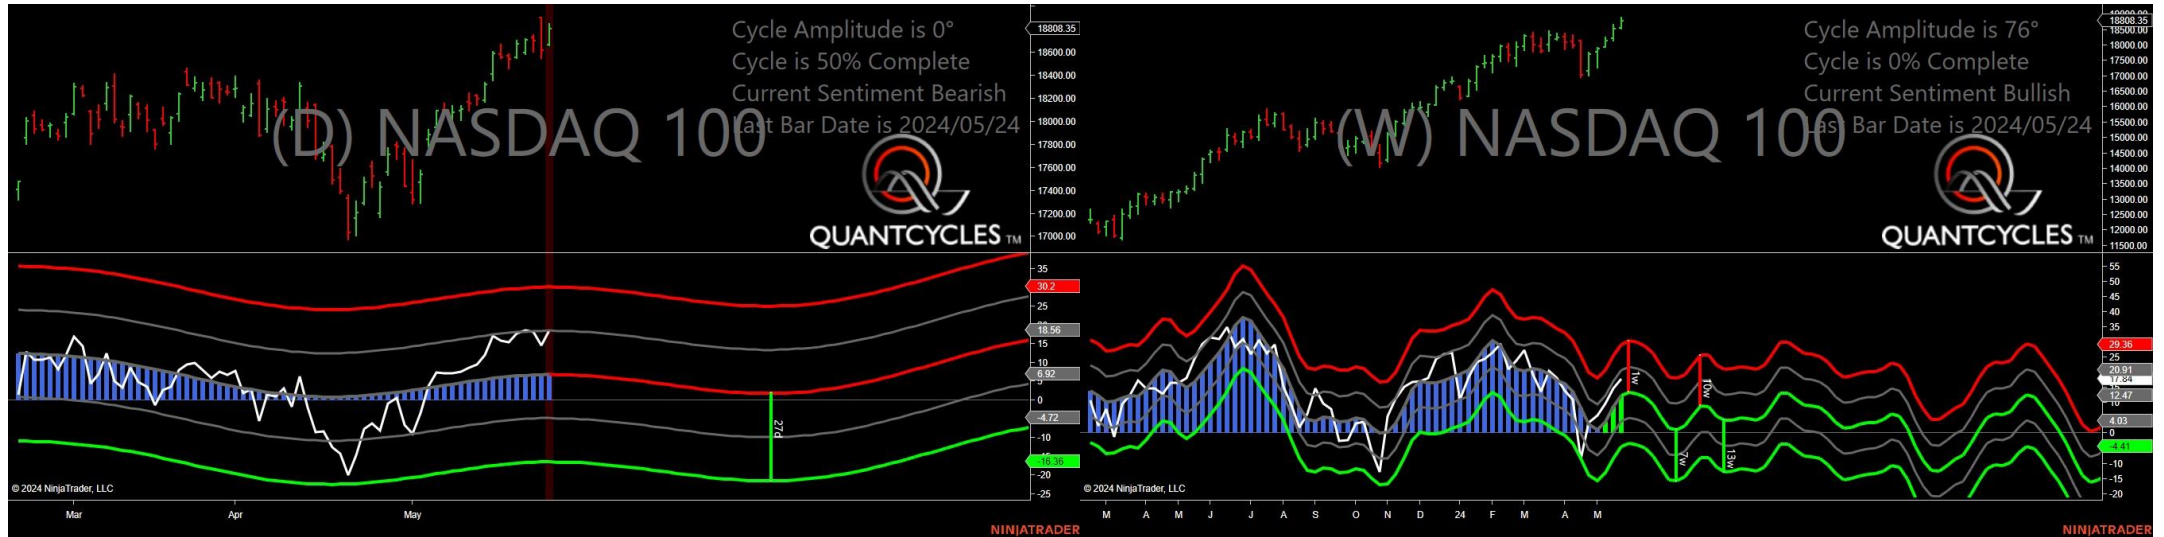 Cycle Amplitude is 0°
Cycle is 50% Complete
Current Sentiment Bearish
Last Bar Date is 2024/05/24
(D) NASDAQ 100
QUANTCYCLES TM
18808.35
18600.00
18400.00
18200.00
18000.00
17800.00
17600.00
17400.00
17200.00
17000.00
35
30.2
25
18.56
15
10
6.92
5
0
-4.72
-10
-16.36
-20
-25
27d
© 2024 NinjaTrader, LLC
Mar Apr May
NINJATRADER
Cycle Amplitude is 76°
Cycle is 0% Complete
Current Sentiment Bullish
Last Bar Date is 2024/05/24
(W) NASDAQ 100
QUANTCYCLES TM
19000.00
18808.35
18500.00
18000.00
17500.00
17000.00
16500.00
16000.00
15500.00
15000.00
14500.00
14000.00
13500.00
13000.00
12500.00
12000.00
11500.00
55
50
45
40
35
29.36
25
20.91
17.84
12.47
10
4.03
0
-4.41
-10
-15
-20
1w
10w
7w
13w
© 2024 NinjaTrader, LLC
M A M J J A S O N D 24 F M A M
NINJATRADER